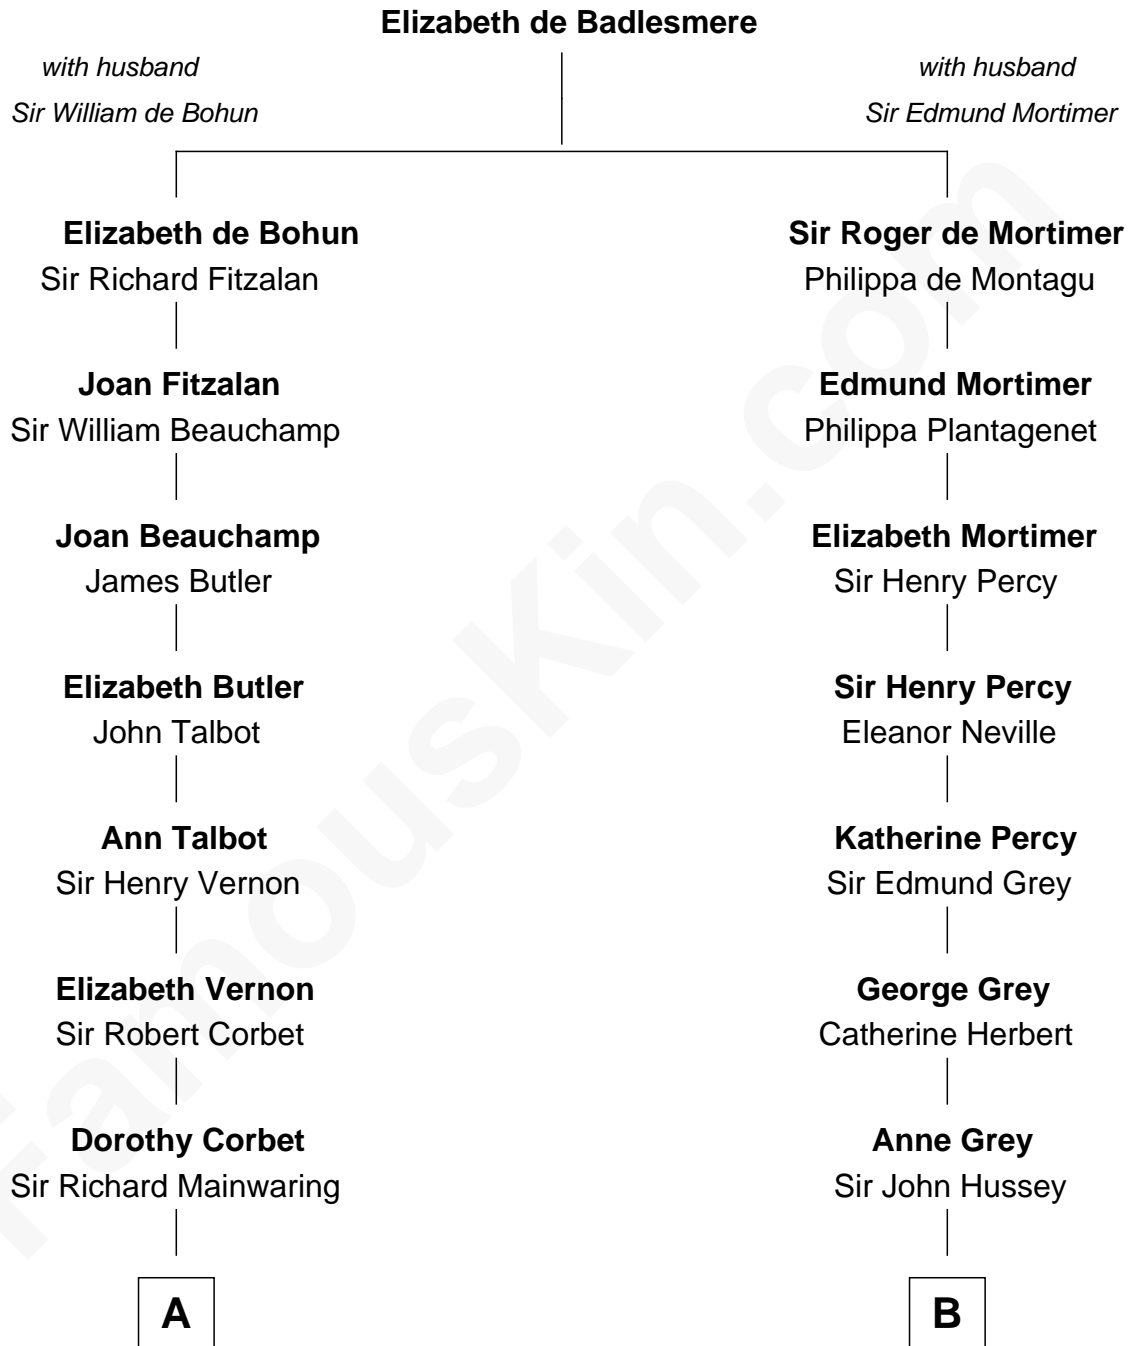 Elizabeth de Badlesmere
with husband
Sir William de Bohun
with husband
Sir Edmund Mortimer
Elizabeth de Bohun
Sir Richard Fitzalan
Sir Roger de Mortimer
Philippa de Montagu
Joan Fitzalan
Sir William Beauchamp
Edmund Mortimer
Philippa Plantagenet
Joan Beauchamp
James Butler
Elizabeth Mortimer
Sir Henry Percy
Elizabeth Butler
John Talbot
Sir Henry Percy
Eleanor Neville
Ann Talbot
Sir Henry Vernon
Katherine Percy
Sir Edmund Grey
Elizabeth Vernon
Sir Robert Corbet
George Grey
Catherine Herbert
Dorothy Corbet
Sir Richard Mainwaring
Anne Grey
Sir John Hussey
A
B
FamousKin.com